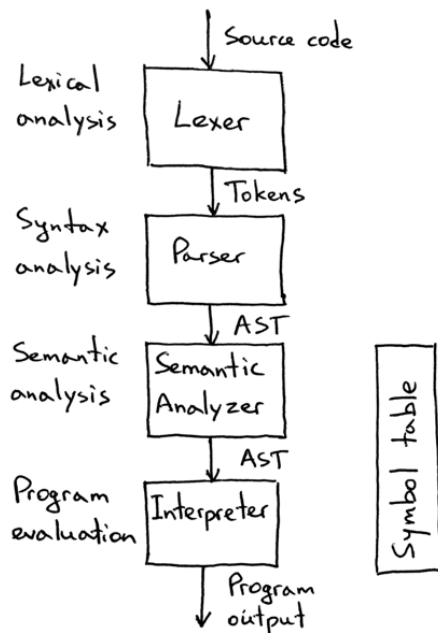 Source code
Lexical
analysis
Lexer
Tokens
Syntax
analysis
Parser
AST
Semantic
analysis
Semantic
Analyzer
AST
Program
evaluation
Interpreter
Program
output
Symbol table